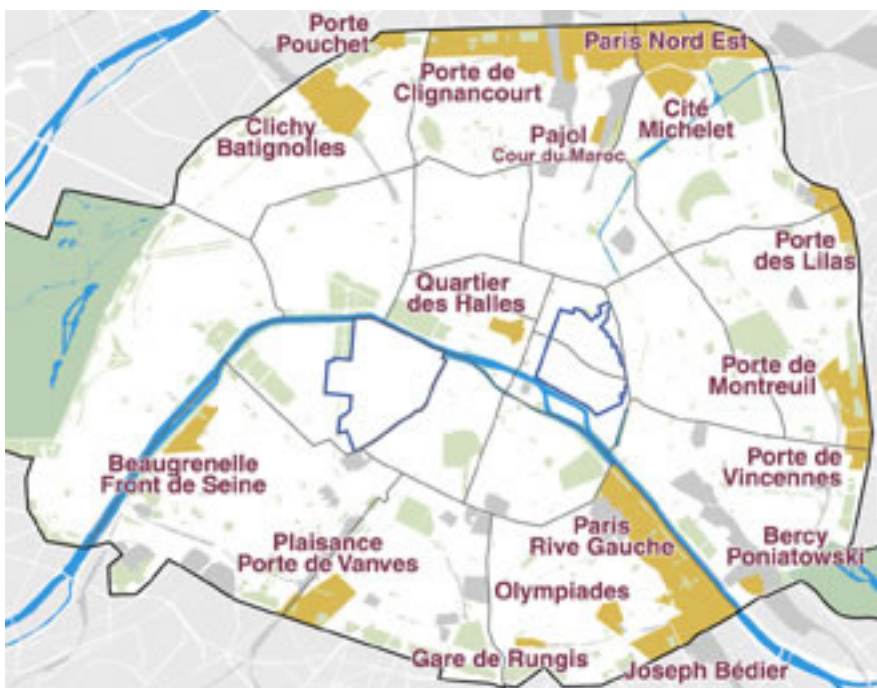 Porte
Pouchet
Paris Nord Est
Porte de
Clignancourt
Clichy
Batignolles
Pajol
Cour du Maroc
Cité
Michelet
Porte
des Lilas
Quartier
des Halles
Porte de
Montreuil
Beaugrenelle
Front de Seine
Porte de
Vincennes
Paris
Rive Gauche
Bercy
Poniatowski
Plaisance
Porte de Vanves
Olympiades
Gare de Rungis
Joseph Bédier